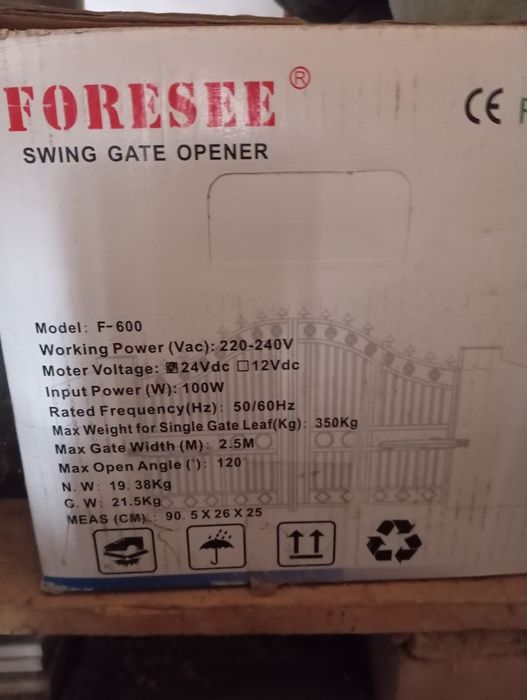 FORESEE ®
CE
SWING GATE OPENER
Model: F-600
Working Power (Vac): 220-240V
Moter Voltage: ☒24Vdc ☐12Vdc
Input Power (W): 100W
Rated Frequency(Hz): 50/60Hz
Max Weight for Single Gate Leaf(Kg): 350Kg
Max Gate Width (M): 2.5M
Max Open Angle (°): 120°
N. W: 19.38Kg
G. W: 21.5Kg
MEAS (CM).: 90.5 X 26 X 25